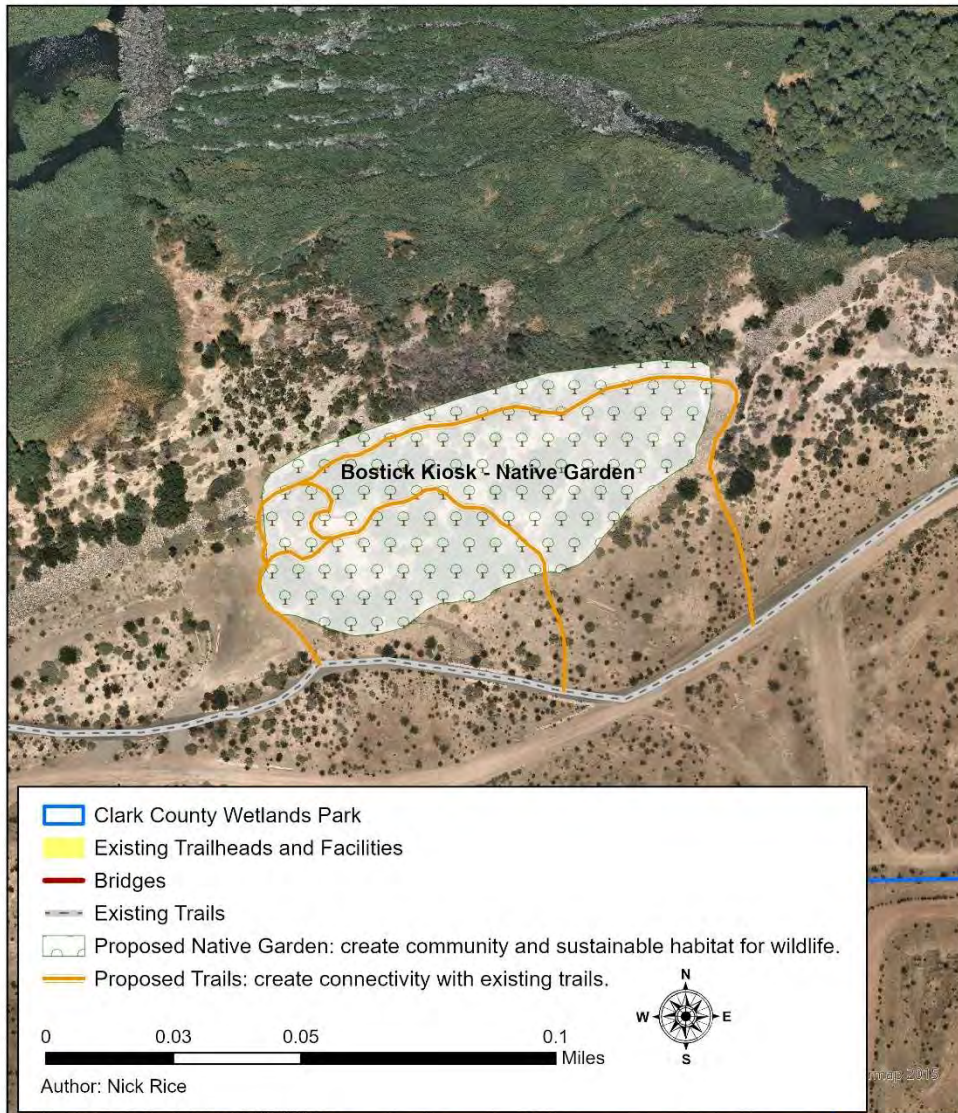 Bostick Kiosk - Native Garden
Clark County Wetlands Park
Existing Trailheads and Facilities
Bridges
Existing Trails
Proposed Native Garden: create community and sustainable habitat for wildlife.
Proposed Trails: create connectivity with existing trails.
N
W E
S
0 0.03 0.05 0.1
Miles
Author: Nick Rice
2015